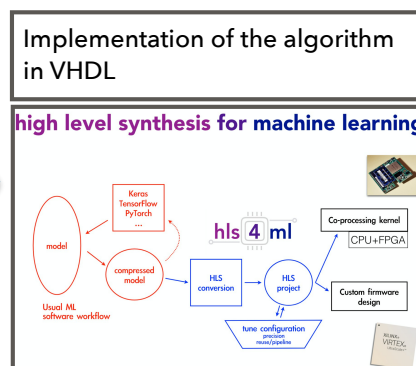 Implementation of the algorithm
in VHDL
high level synthesis for machine learning
Keras
TensorFlow
PyTorch
...
hls 4 ml
Co-processing kernel
CPU+FPGA
model
compressed
model
HLS
conversion
HLS
project
Custom firmware
design
Usual ML
software workflow
tune configuration
precision
reuse/pipeline
XILINX
VIRTEX